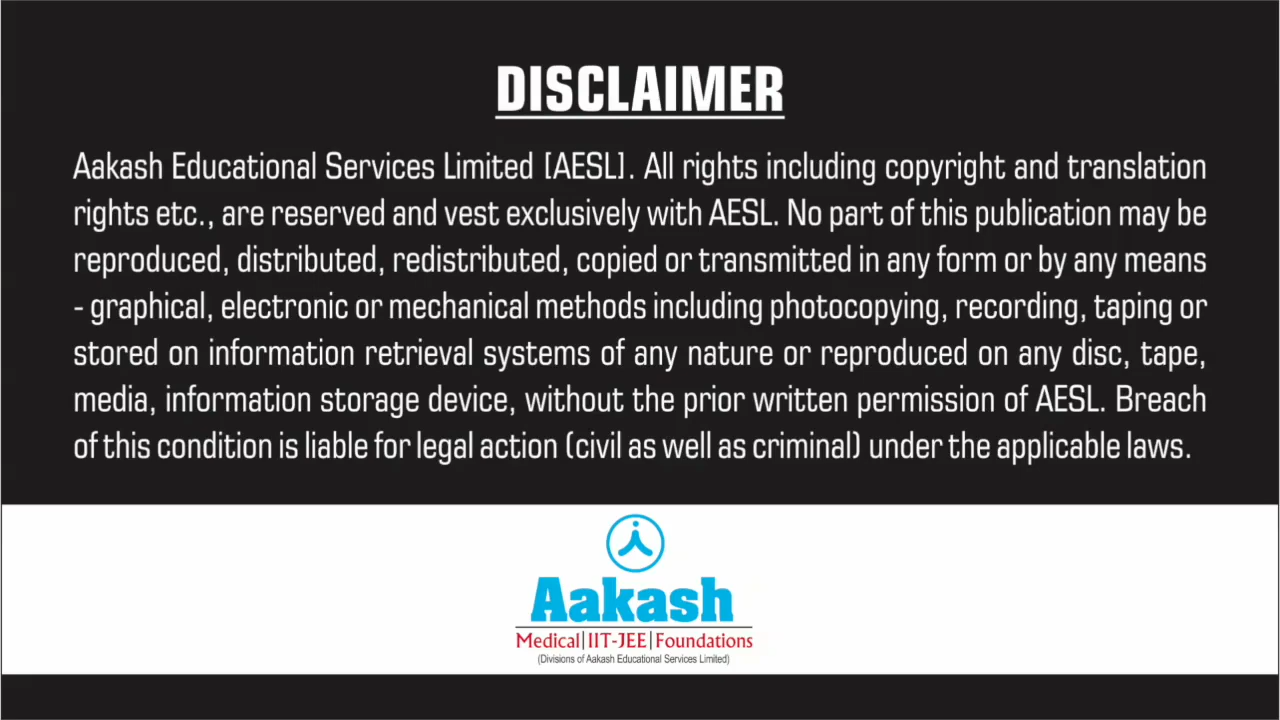 DISCLAIMER
Aakash Educational Services Limited [AESL]. All rights including copyright and translation
rights etc., are reserved and vest exclusively with AESL. No part of this publication may be
reproduced, distributed, redistributed, copied or transmitted in any form or by any means
- graphical, electronic or mechanical methods including photocopying, recording, taping or
stored on information retrieval systems of any nature or reproduced on any disc, tape,
media, information storage device, without the prior written permission of AESL. Breach
of this condition is liable for legal action (civil as well as criminal) under the applicable laws.
Aakash
Medical|IIT-JEE|Foundations
(Divisions of Aakash Educational Services Limited)